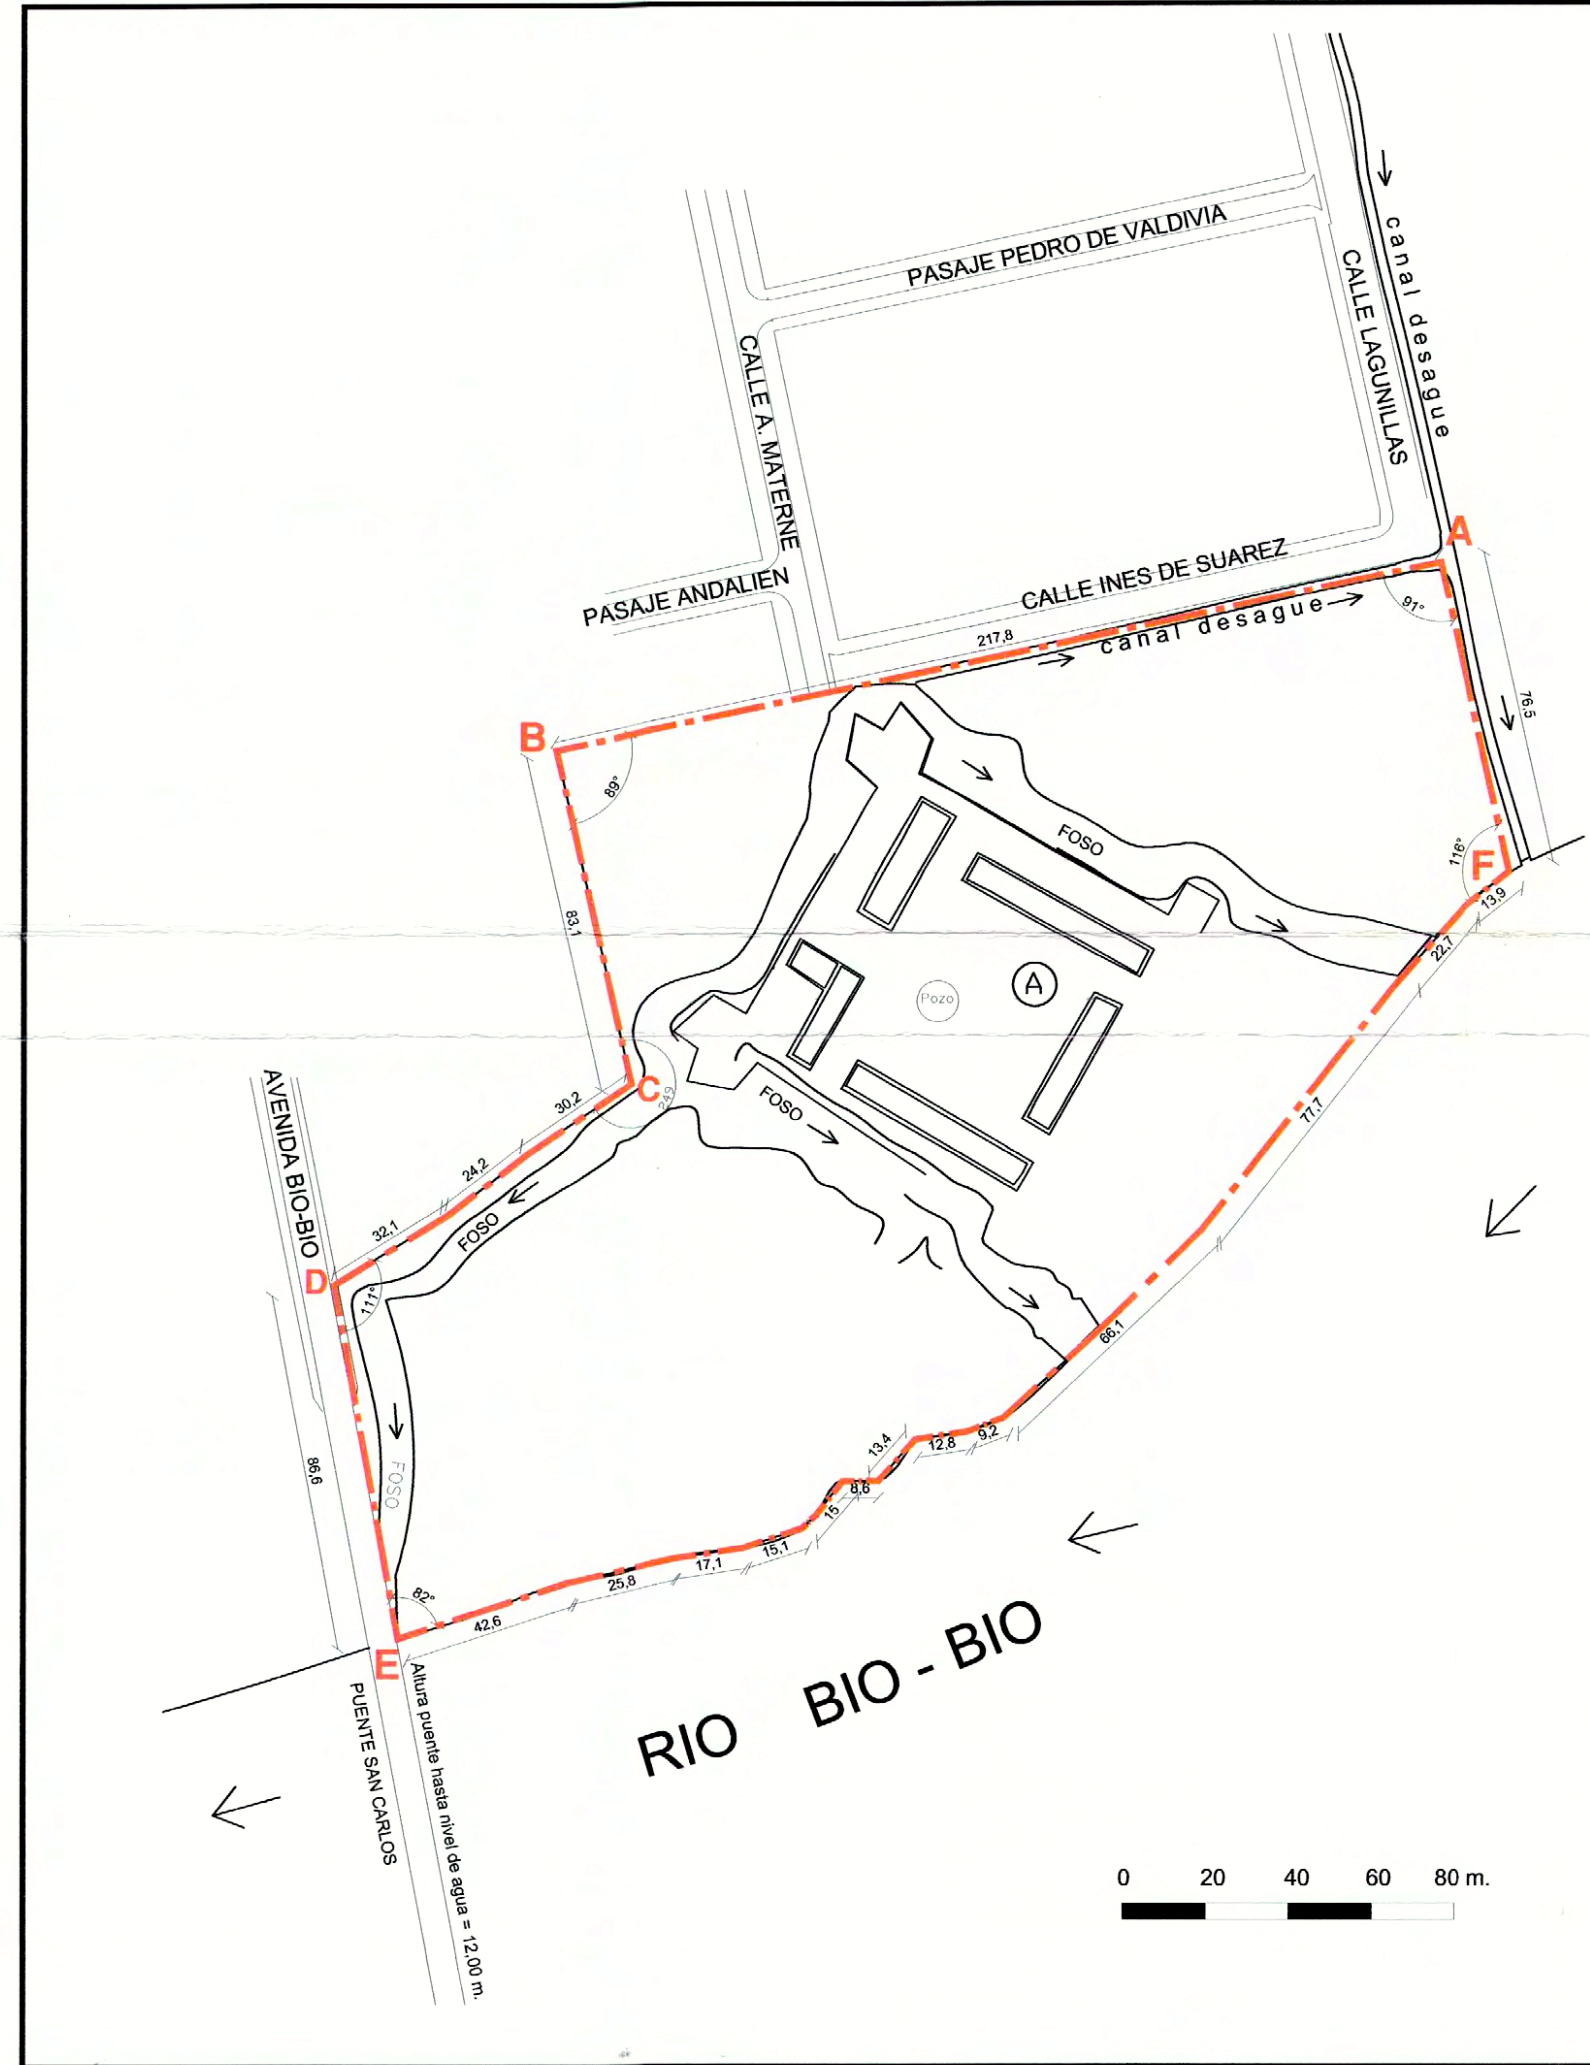 PASAJE PEDRO DE VALDIVIA
canal desague
CALLE LAGUNILLAS
CALLE A. MATERNE
A
CALLE INES DE SUAREZ
PASAJE ANDALIEN
91°
canal desague
217,8
76,5
B
89°
FOSO
116°
F
13,9
83,1
22,7
A
Pozo
C
249
30,2
FOSO
77,7
AVENIDA BIO-BIO
24,2
32,1
FOSO
D
111°
66,1
13,4
12,8
9,2
86,6
FOSO
8,6
15
15,1
17,1
25,8
82°
42,6
E
RIO BIO - BIO
PUENTE SAN CARLOS
Altura puente hasta nivel de agua = 12,00 m.
0 20 40 60 80 m.